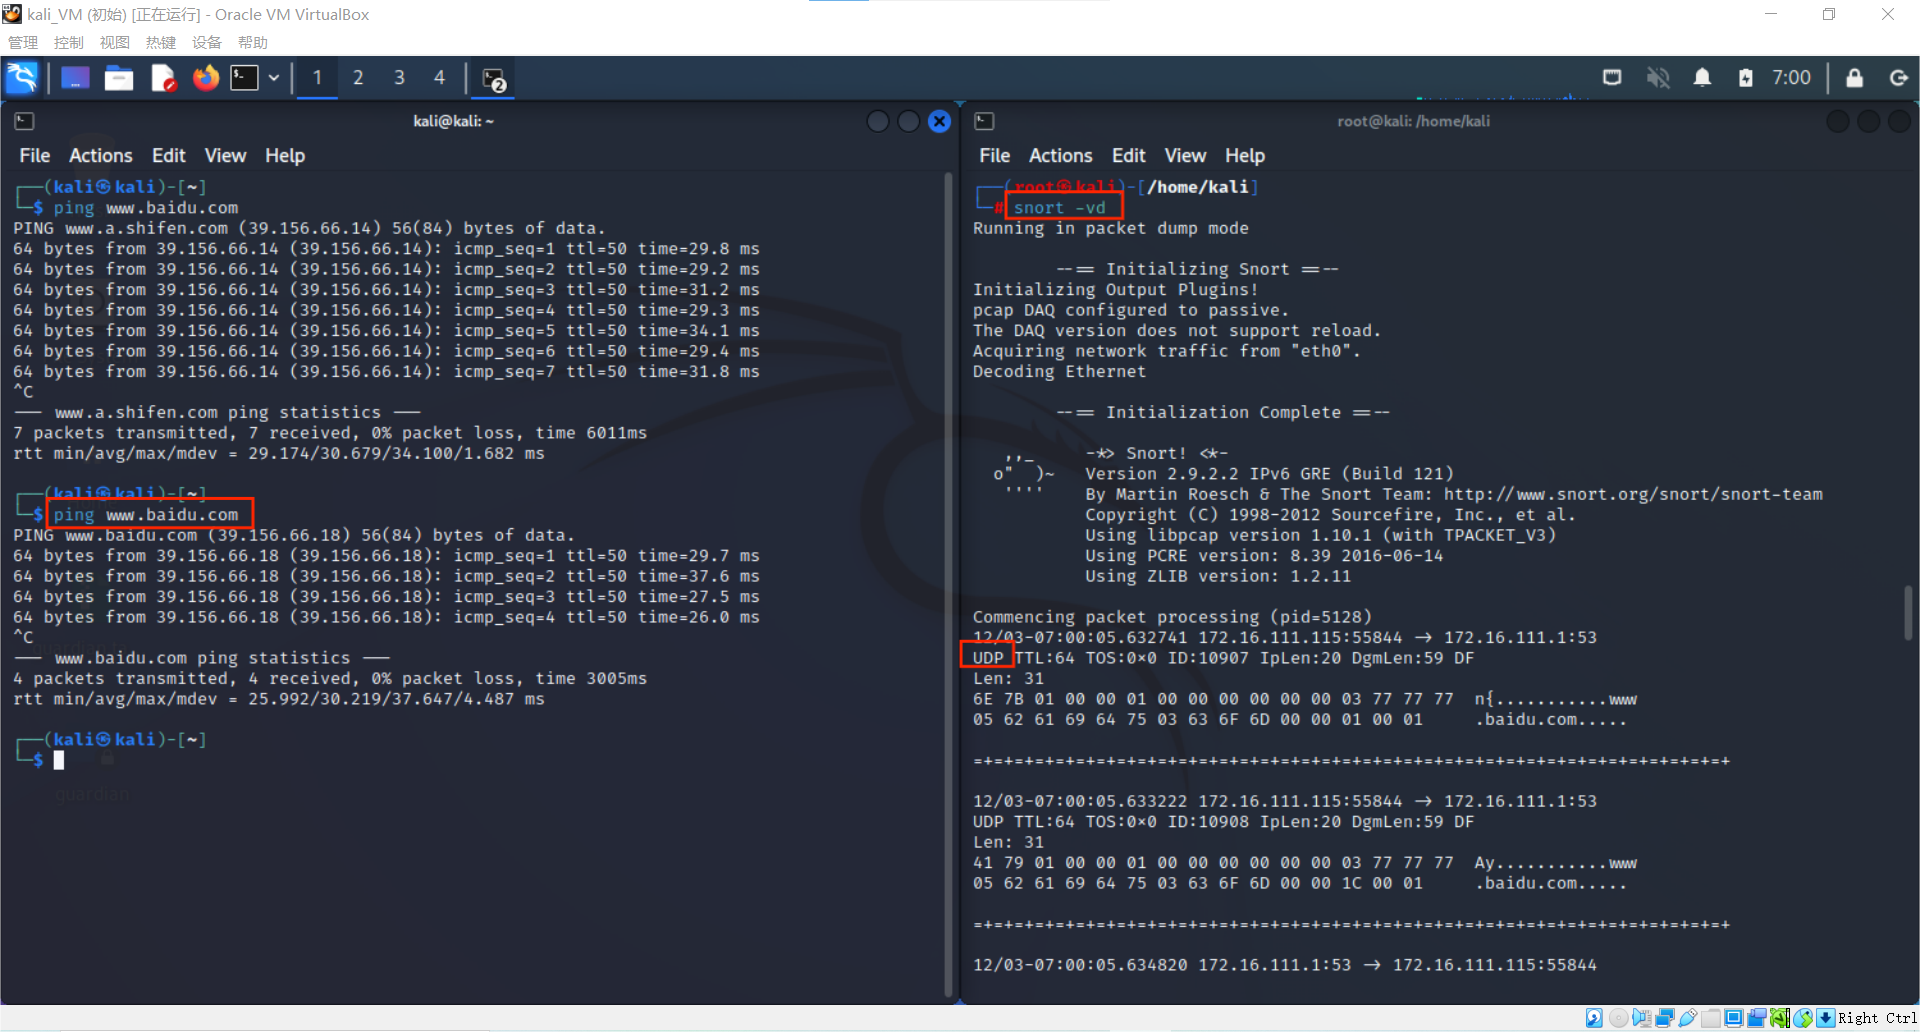 kali_VM (初始) [正在运行] - Oracle VM VirtualBox
管理 控制 视图 热键 设备 帮助
1 2 3 4 2 7:00
kali@kali: ~
File Actions Edit View Help
┌──(kali㉿kali)-[~]
└─$ ping www.baidu.com
PING www.a.shifen.com (39.156.66.14) 56(84) bytes of data.
64 bytes from 39.156.66.14 (39.156.66.14): icmp_seq=1 ttl=50 time=29.8 ms
64 bytes from 39.156.66.14 (39.156.66.14): icmp_seq=2 ttl=50 time=29.2 ms
64 bytes from 39.156.66.14 (39.156.66.14): icmp_seq=3 ttl=50 time=31.2 ms
64 bytes from 39.156.66.14 (39.156.66.14): icmp_seq=4 ttl=50 time=29.3 ms
64 bytes from 39.156.66.14 (39.156.66.14): icmp_seq=5 ttl=50 time=34.1 ms
64 bytes from 39.156.66.14 (39.156.66.14): icmp_seq=6 ttl=50 time=29.4 ms
64 bytes from 39.156.66.14 (39.156.66.14): icmp_seq=7 ttl=50 time=31.8 ms
^C
--- www.a.shifen.com ping statistics ---
7 packets transmitted, 7 received, 0% packet loss, time 6011ms
rtt min/avg/max/mdev = 29.174/30.679/34.100/1.682 ms
┌──(kali㉿kali)-[~]
└─$ ping www.baidu.com
PING www.baidu.com (39.156.66.18) 56(84) bytes of data.
64 bytes from 39.156.66.18 (39.156.66.18): icmp_seq=1 ttl=50 time=29.7 ms
64 bytes from 39.156.66.18 (39.156.66.18): icmp_seq=2 ttl=50 time=37.6 ms
64 bytes from 39.156.66.18 (39.156.66.18): icmp_seq=3 ttl=50 time=27.5 ms
64 bytes from 39.156.66.18 (39.156.66.18): icmp_seq=4 ttl=50 time=26.0 ms
^C
--- www.baidu.com ping statistics ---
4 packets transmitted, 4 received, 0% packet loss, time 3005ms
rtt min/avg/max/mdev = 25.992/30.219/37.647/4.487 ms
┌──(kali㉿kali)-[~]
└─$
guardian
root@kali: /home/kali
File Actions Edit View Help
┌──(root㉿kali)-[/home/kali]
└─# snort -vd
Running in packet dump mode
--== Initializing Snort ==--
Initializing Output Plugins!
pcap DAQ configured to passive.
The DAQ version does not support reload.
Acquiring network traffic from "eth0".
Decoding Ethernet
--== Initialization Complete ==--
,,_ -*> Snort! <*-
o" )~ Version 2.9.2.2 IPv6 GRE (Build 121)
'''' By Martin Roesch & The Snort Team: http://www.snort.org/snort/snort-team
Copyright (C) 1998-2012 Sourcefire, Inc., et al.
Using libpcap version 1.10.1 (with TPACKET_V3)
Using PCRE version: 8.39 2016-06-14
Using ZLIB version: 1.2.11
Commencing packet processing (pid=5128)
12/03-07:00:05.632741 172.16.111.115:55844 -> 172.16.111.1:53
UDP TTL:64 TOS:0x0 ID:10907 IpLen:20 DgmLen:59 DF
Len: 31
6E 7B 01 00 00 01 00 00 00 00 00 00 03 77 77 77 n{...........www
05 62 61 69 64 75 03 63 6F 6D 00 00 01 00 01 .baidu.com.....
=+=+=+=+=+=+=+=+=+=+=+=+=+=+=+=+=+=+=+=+=+=+=+=+=+=+=+=+=+=+=+=+=+=+=+=+=+
12/03-07:00:05.633222 172.16.111.115:55844 -> 172.16.111.1:53
UDP TTL:64 TOS:0x0 ID:10908 IpLen:20 DgmLen:59 DF
Len: 31
41 79 01 00 00 01 00 00 00 00 00 00 03 77 77 77 Ay...........www
05 62 61 69 64 75 03 63 6F 6D 00 00 1C 00 01 .baidu.com.....
=+=+=+=+=+=+=+=+=+=+=+=+=+=+=+=+=+=+=+=+=+=+=+=+=+=+=+=+=+=+=+=+=+=+=+=+=+
12/03-07:00:05.634820 172.16.111.1:53 -> 172.16.111.115:55844
Right Ctrl